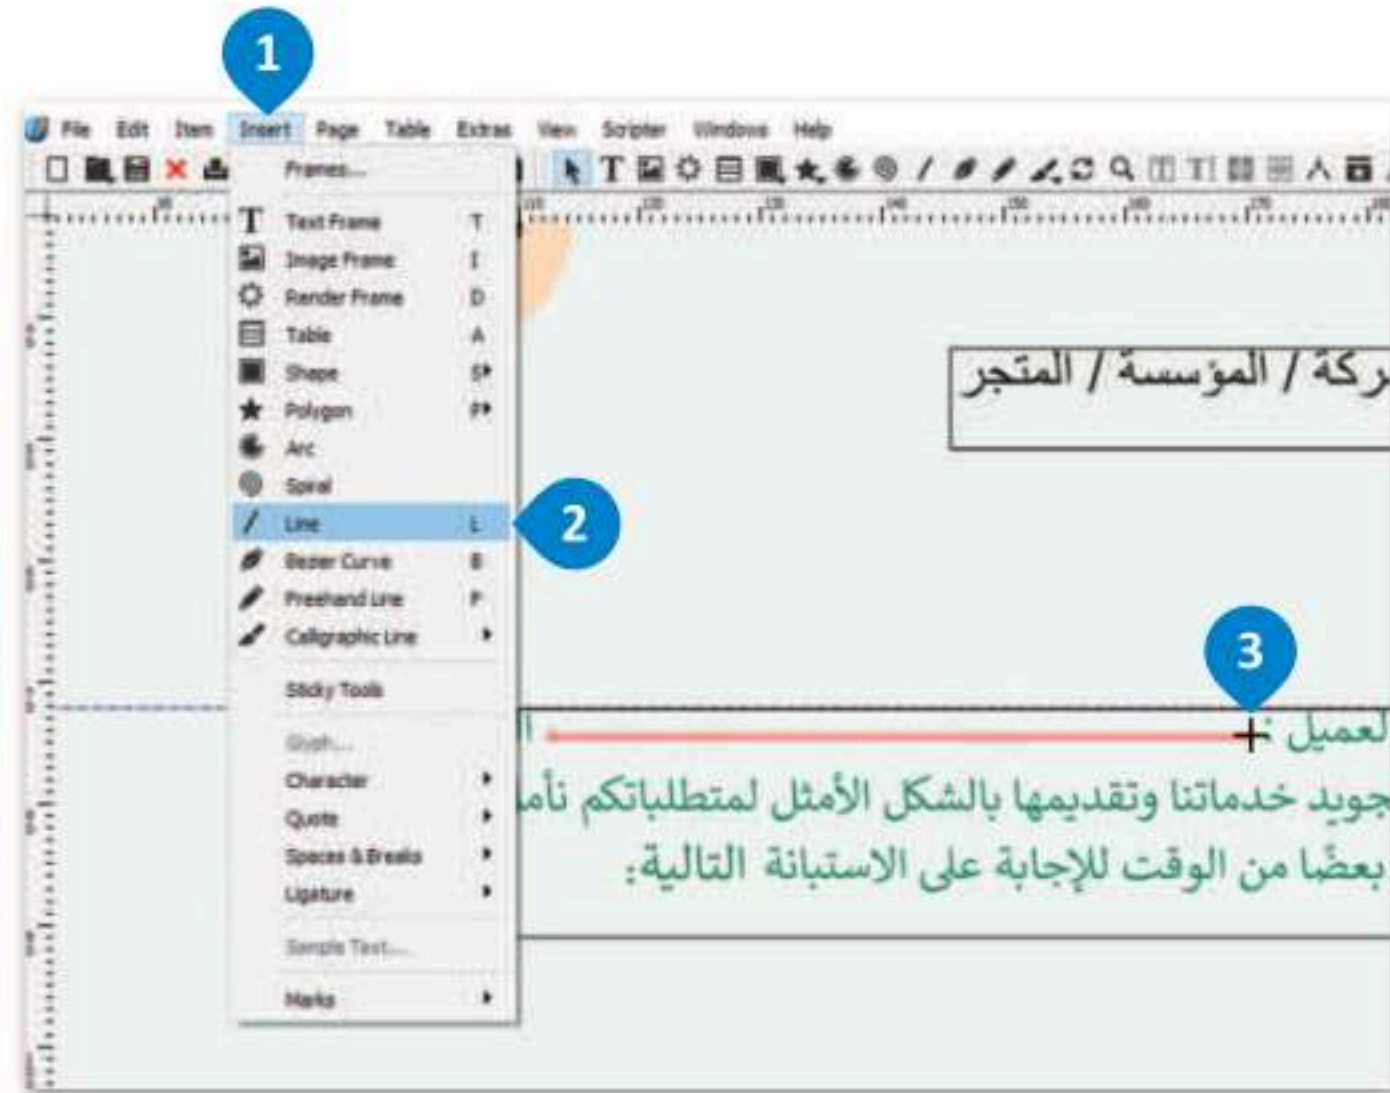 1
File Edit Item Insert Page Table Extras View Scripter Windows Help
Frames...
Text Frame T
Image Frame I
Render Frame D
Table A
Shape S
Polygon P
Arc
Spiral
Line L
2
Bezier Curve B
Freehand Line P
Calligraphic Line
Sticky Tools
Glyph...
Character
Quote
Spaces & Breaks
Ligature
Sample Text...
Marks
ركة / المؤسسة / المتجر
3
لعميل :
جويد خدماتنا وتقديمها بالشكل الأمثل لمتطلباتكم نأم
بعضًا من الوقت للإجابة على الاستبانة التالية: